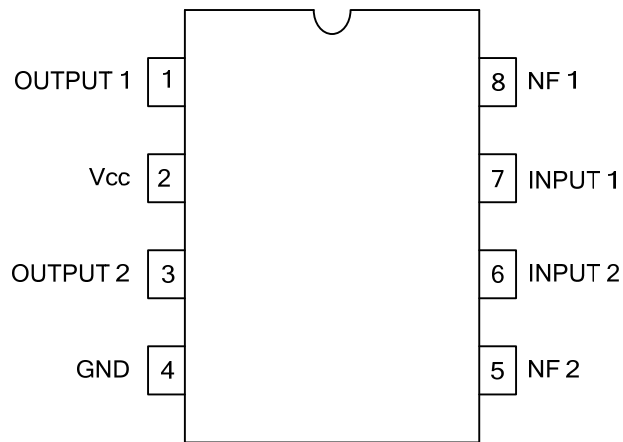 OUTPUT 1 1
8 NF 1
Vcc 2
7 INPUT 1
OUTPUT 2 3
6 INPUT 2
GND 4
5 NF 2